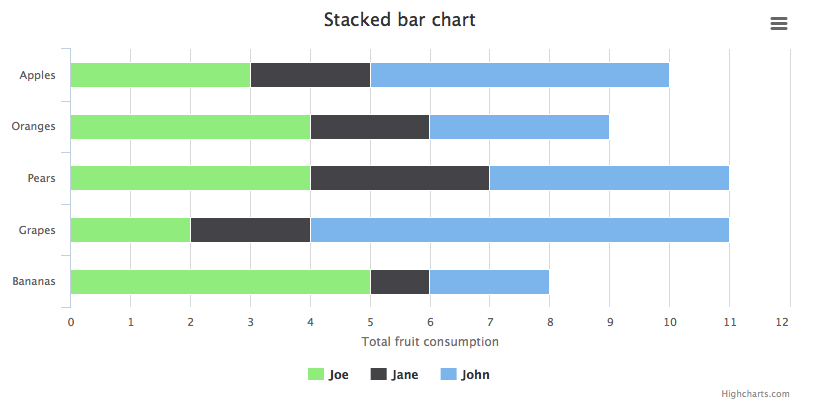 Stacked bar chart
Apples
Oranges
Pears
Grapes
Bananas
0 1 2 3 4 5 6 7 8 9 10 11 12
Total fruit consumption
Joe Jane John
Highcharts.com